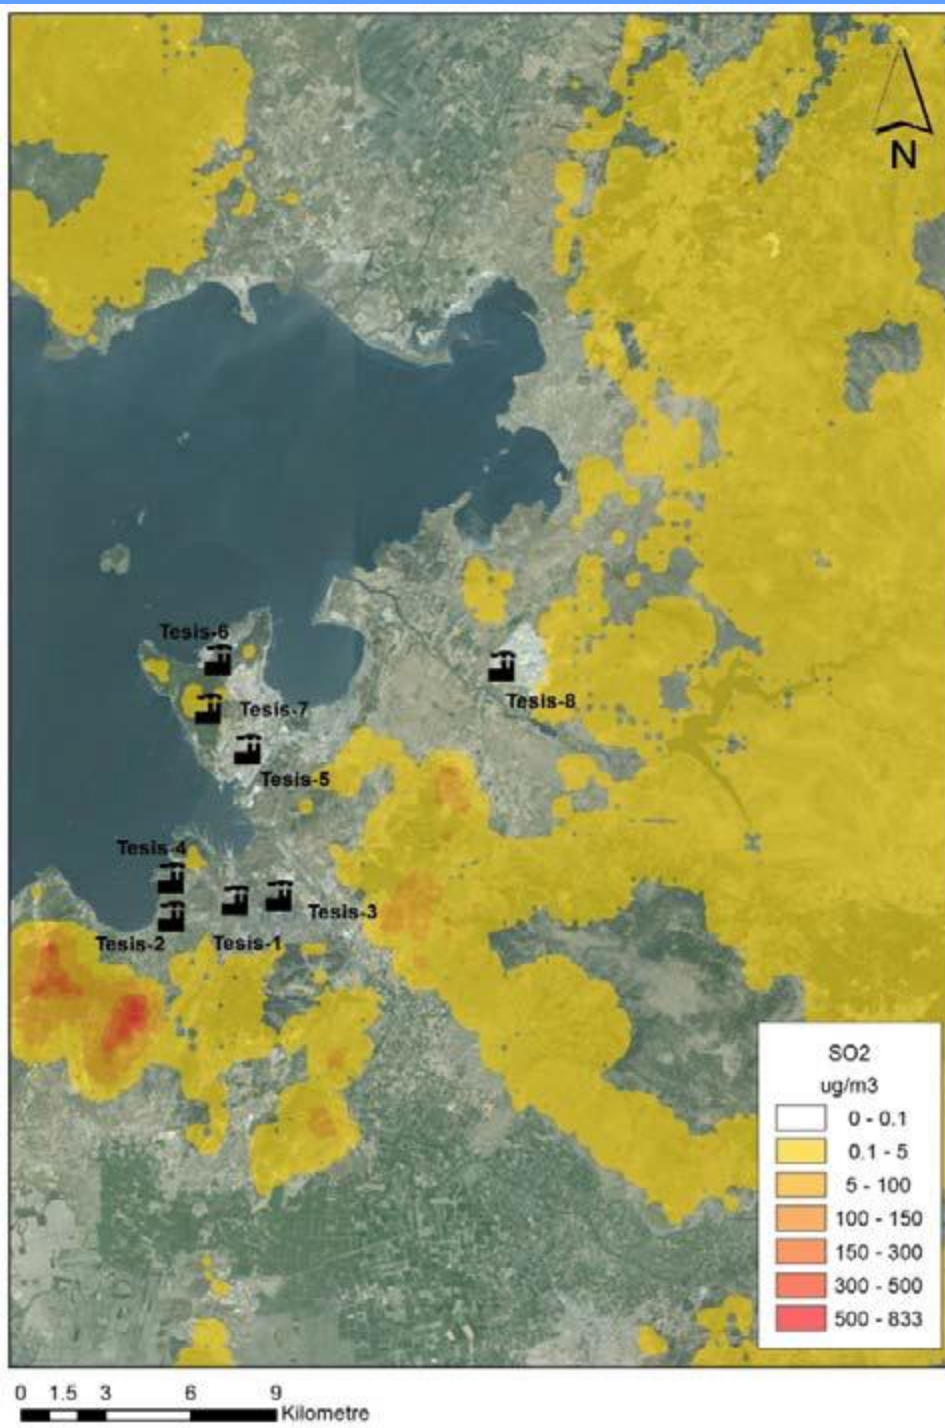 N
Tesis-6
Tesis-7
Tesis-8
Tesis-5
Tesis-4
Tesis-3
Tesis-2
Tesis-1
SO2
ug/m3
0 - 0.1
0.1 - 5
5 - 100
100 - 150
150 - 300
300 - 500
500 - 833
0 1.5 3 6 9
Kilometre